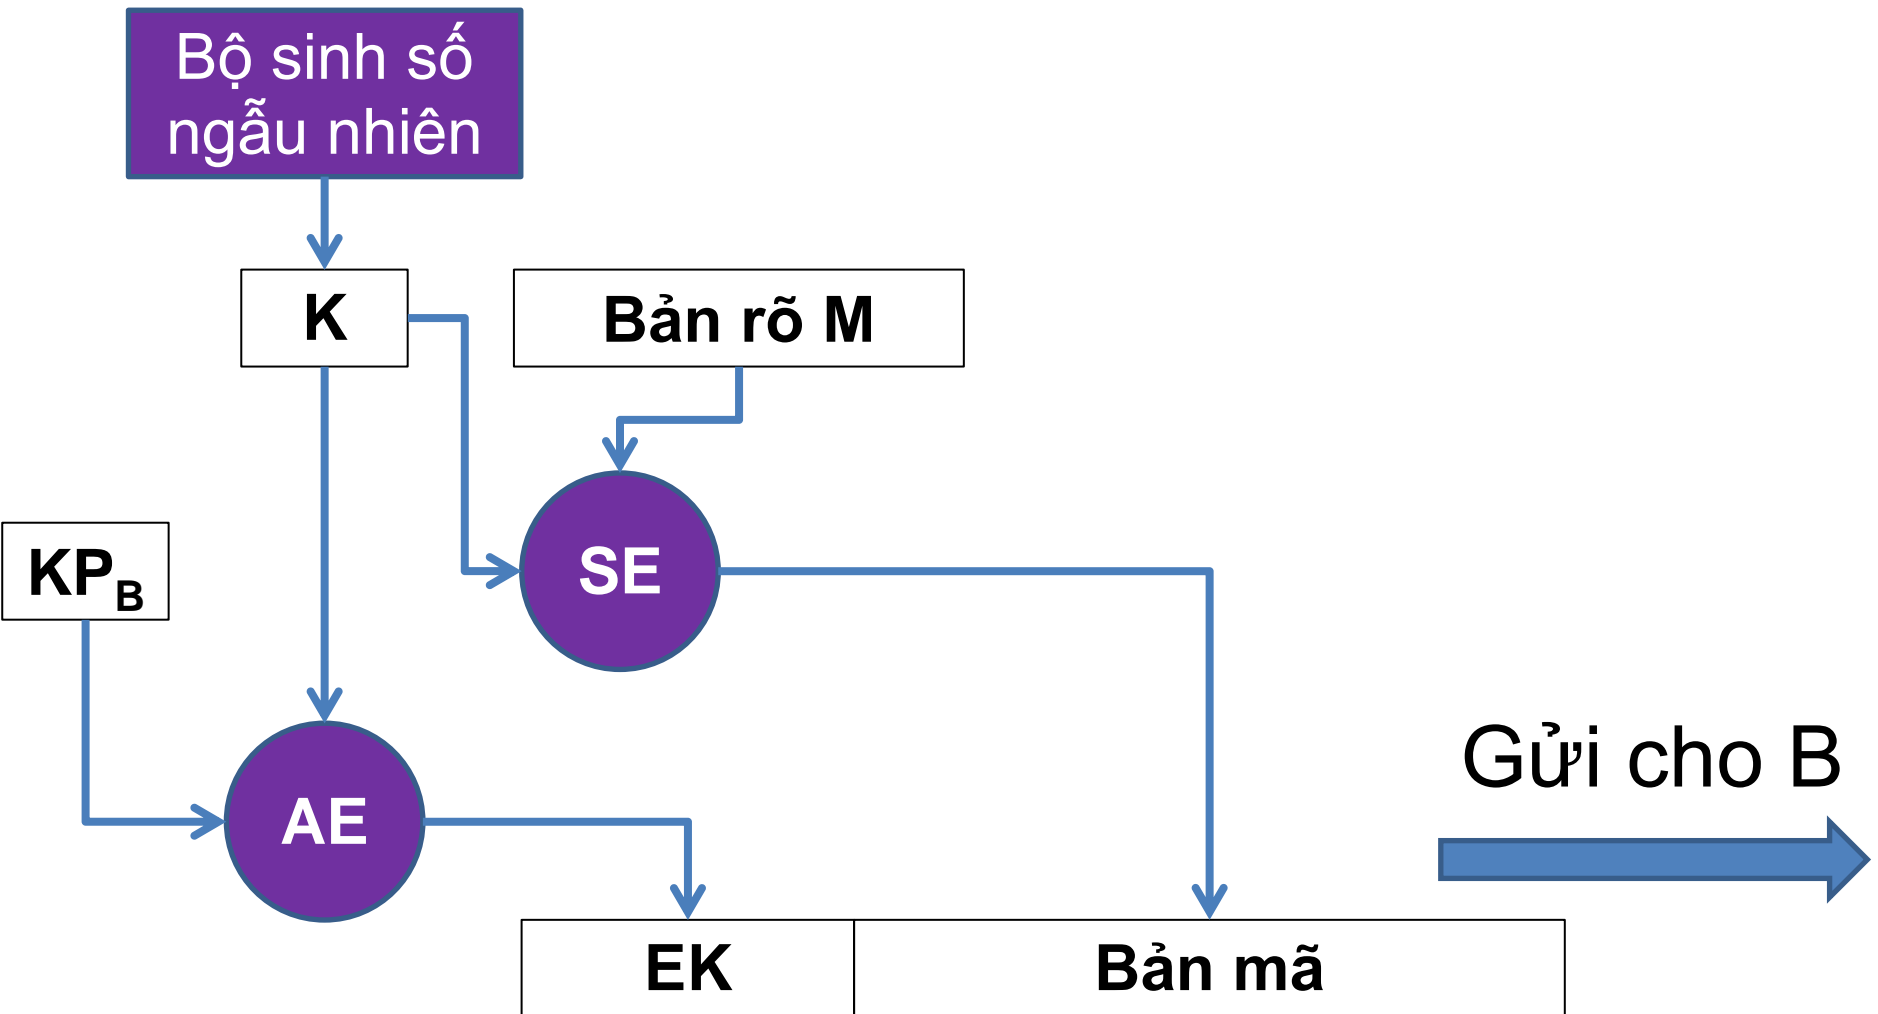 Bộ sinh số
ngẫu nhiên
K
Bản rõ M
SE
KPB
AE
Gửi cho B
EK
Bản mã